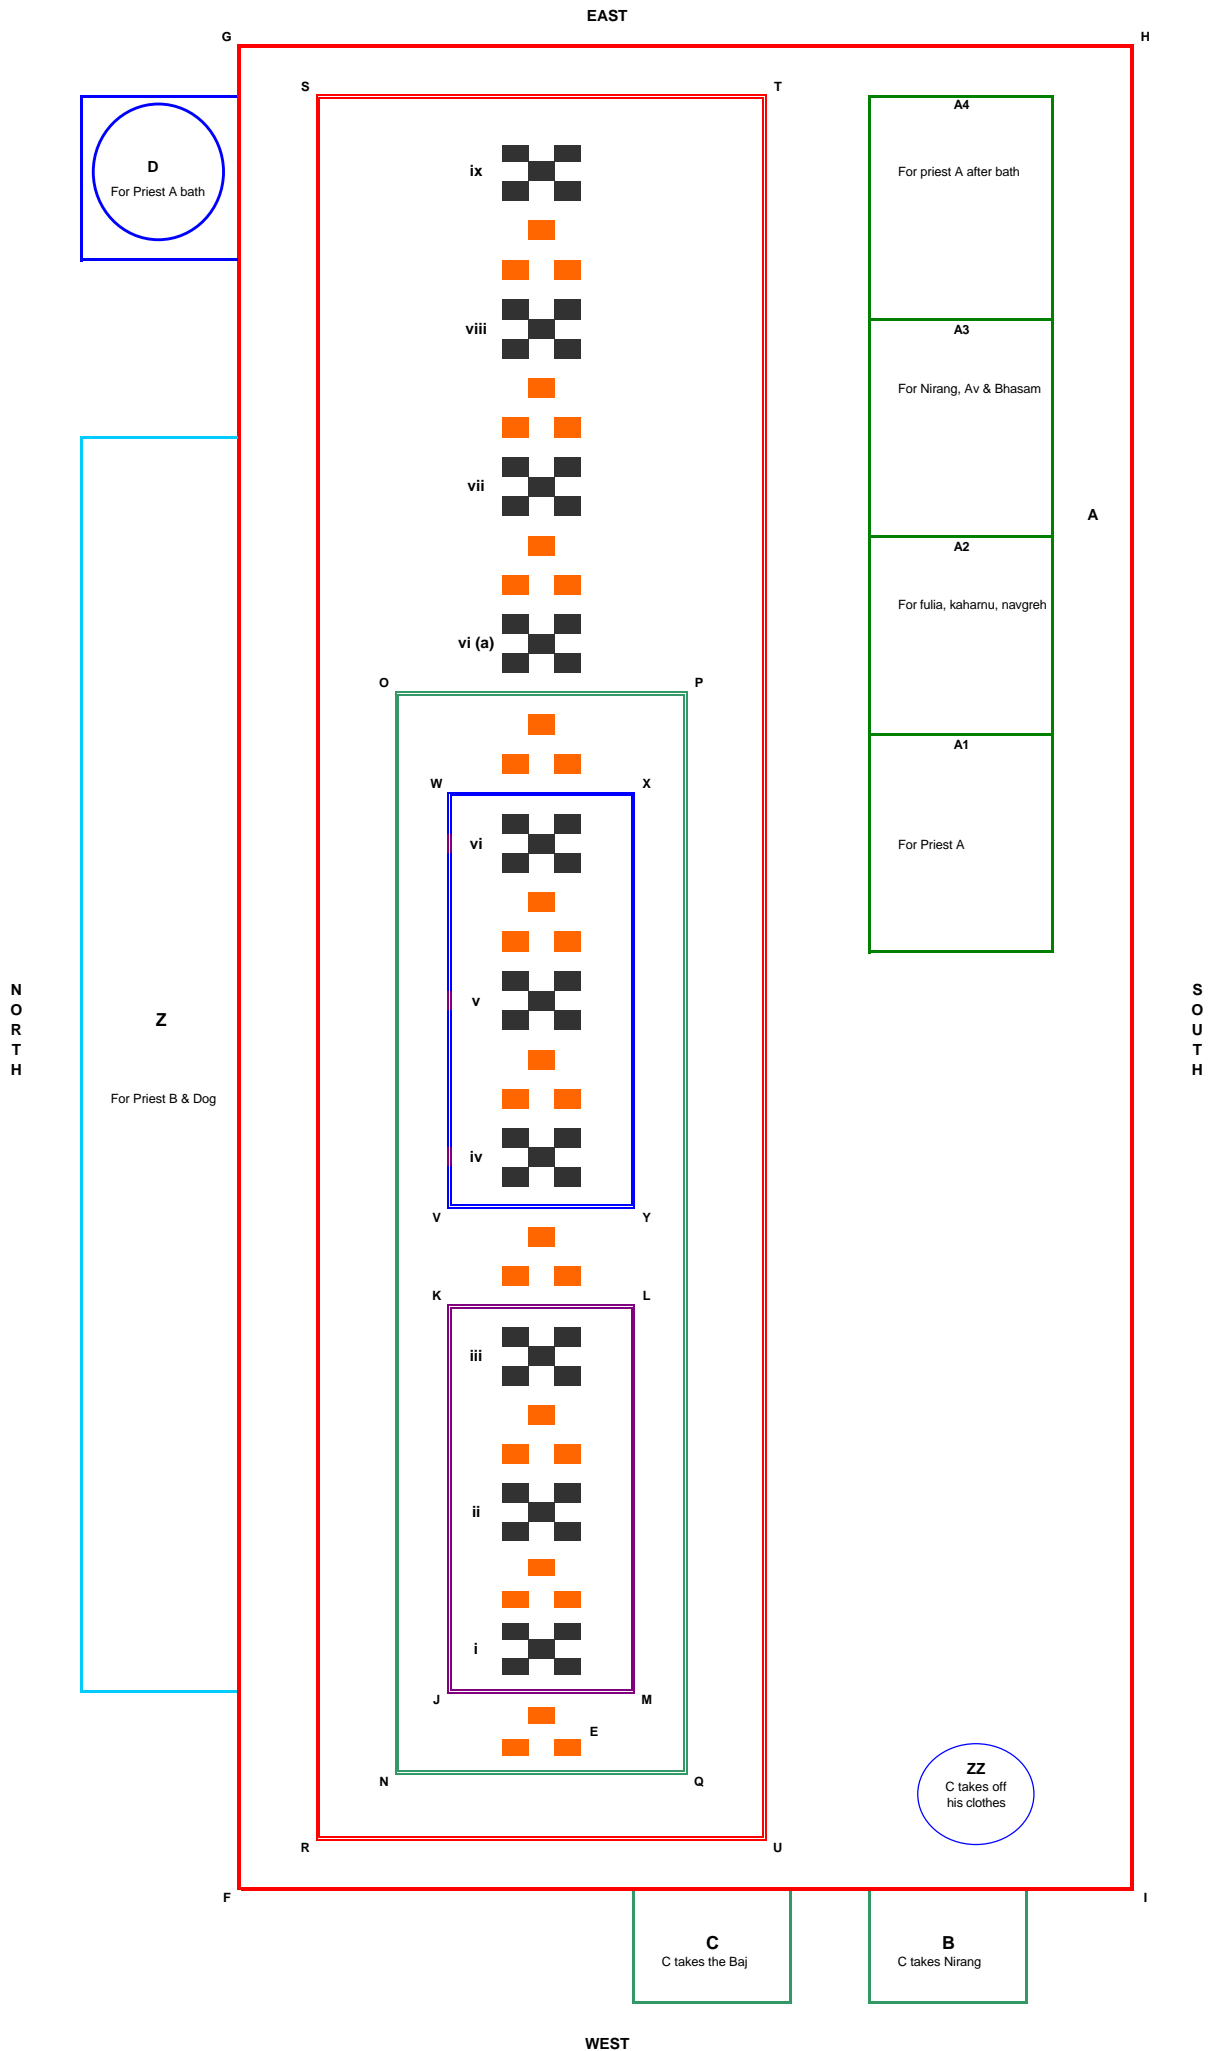 EAST
G
H
S
T
A4
D
For Priest A bath
ix
For priest A after bath
viii
A3
For Nirang, Av & Bhasam
vii
A
A2
For fulia, kaharnu, navgreh
vi (a)
O
P
A1
W
X
vi
For Priest A
NORTH
SOUTH
v
Z
For Priest B & Dog
iv
V
Y
K
L
iii
ii
i
J
M
E
ZZ
C takes off
his clothes
N
Q
R
U
F
I
C
C takes the Baj
B
C takes Nirang
WEST